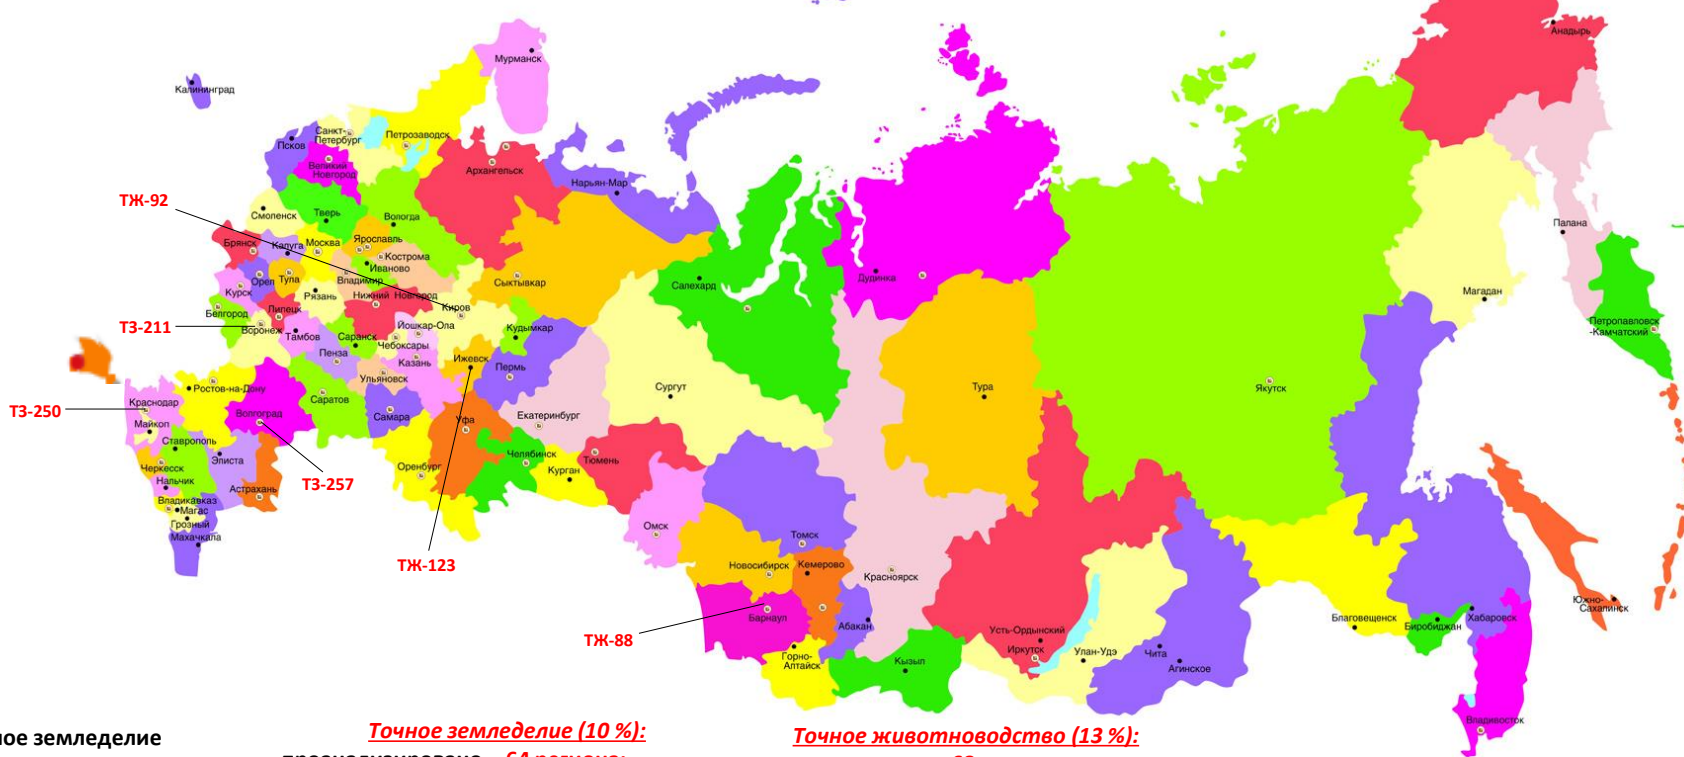 Анадырь
Мурманск
Калининград
Санкт-
Петербург
Петрозаводск
Псков
Великий
Новгород
Архангельск
Нарьян-Мар
ТЖ-92
Смоленск
Тверь
Вологда
Палана
Брянск
Калуга
Москва
Ярославль
Кострома
Иваново
Орел
Тула
Владимир
Сыктывкар
Салехард
Дудинка
Курск
Рязань
Нижний Новгород
Магадан
Белгород
Липецк
Киров
Петропавловск
-Камчатский
ТЗ-211
Воронеж
Тамбов
Саранск
Йошкар-Ола
Чебоксары
Кудымкар
Пенза
Казань
Ижевск
Пермь
Ульяновск
Сургут
Тура
Якутск
Ростов-на-Дону
Саратов
ТЗ-250
Краснодар
Волгоград
Самара
Уфа
Екатеринбург
Майкоп
Ставрополь
Элиста
Черкесск
Нальчик
Оренбург
Челябинск
Курган
Тюмень
ТЗ-257
Астрахань
Владикавказ
Магас
Грозный
Махачкала
Омск
Томск
ТЖ-123
Новосибирск
Кемерово
Красноярск
Барнаул
Абакан
ТЖ-88
Горно-
Алтайск
Кызыл
Усть-Ордынский
Иркутск
Улан-Удэ
Чита
Агинское
Благовещенск
Биробиджан
Хабаровск
Южно-
Сахалинск
Владивосток
ное земледелие
Точное земледелие (10 %):
Точное животноводство (13 %):
проанализировано – 64 региона: